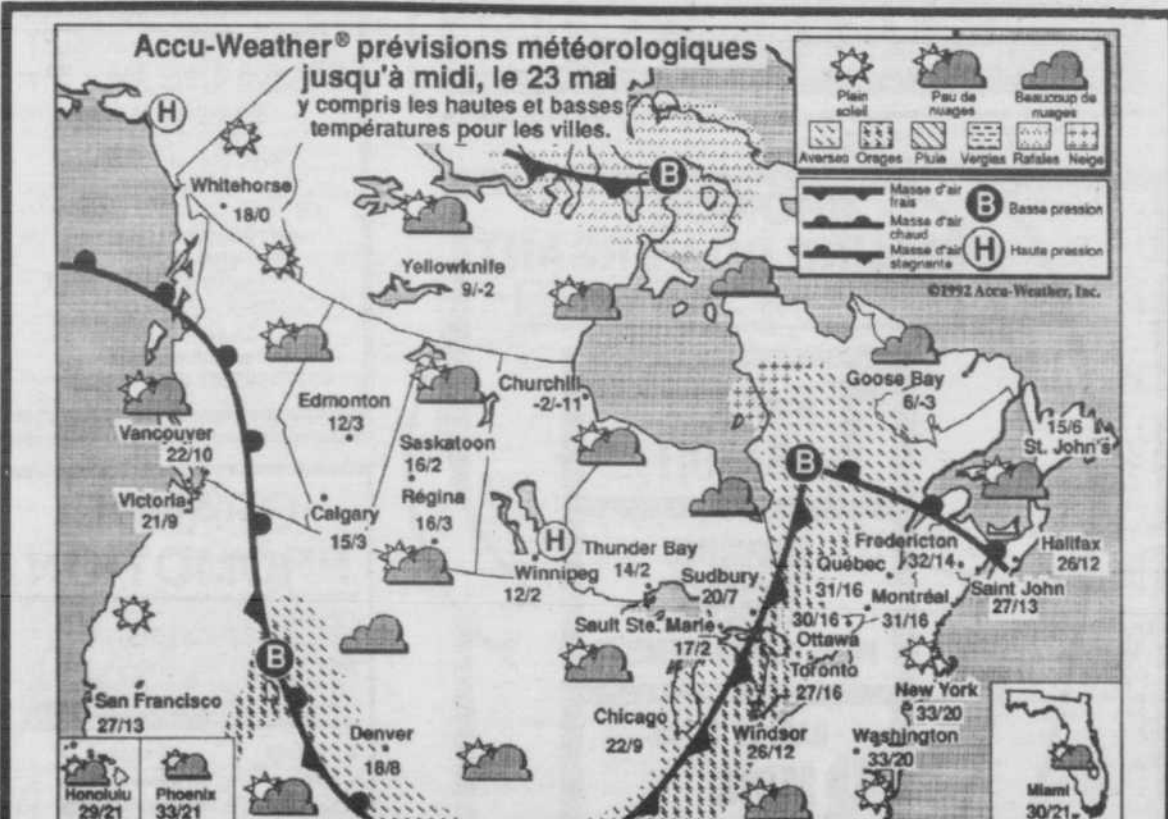 Accu-Weather® prévisions météorologiques
jusqu'à midi, le 23 mai
y compris les hautes et basses
températures pour les villes.
Plein soleil
Peu de nuages
Beaucoup de nuages
Averses Orages Pluie Verglas Rafales Neige
Masse d'air frais
B Basse pression
Masse d'air chaud
Masse d'air stagnante
H Haute pression
©1992 Accu-Weather, Inc.
H
B
Whitehorse
18/0
Yellowknife
9/-2
Churchill
-2/-11
Goose Bay
6/-3
Edmonton
12/3
Vancouver
22/10
Saskatoon
16/2
15/6
St. John's
B
Victoria
21/9
Calgary
15/3
Régina
16/3
H
Winnipeg
12/2
Thunder Bay
14/2
Sudbury
20/7
Sault Ste. Marie
17/2
Fredericton
32/14
Québec
31/16
Montréal
31/16
Halifax
26/12
Saint John
27/13
30/16
Ottawa
Toronto
27/16
B
San Francisco
27/13
Denver
18/8
Chicago
22/9
Windsor
26/12
New York
33/20
Washington
33/20
Honolulu
29/21
Phoenix
33/21
Miami
30/21